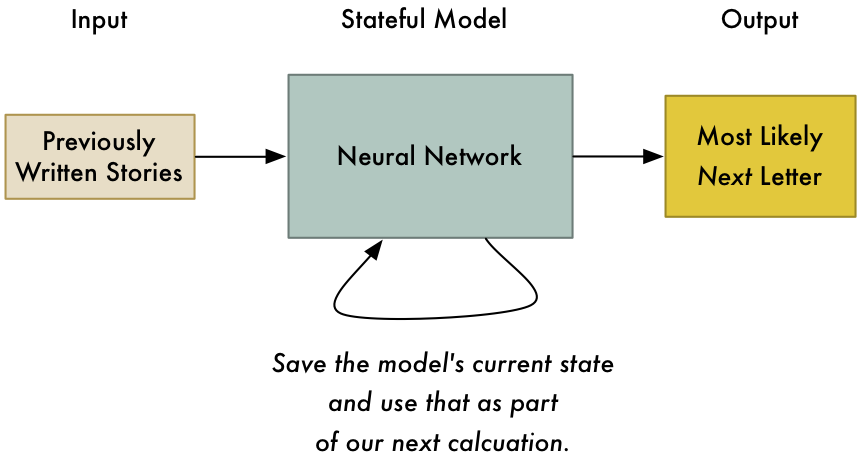 Input
Stateful Model
Output
Previously
Written Stories
Neural Network
Most Likely
Next Letter
Save the model's current state
and use that as part
of our next calcuation.